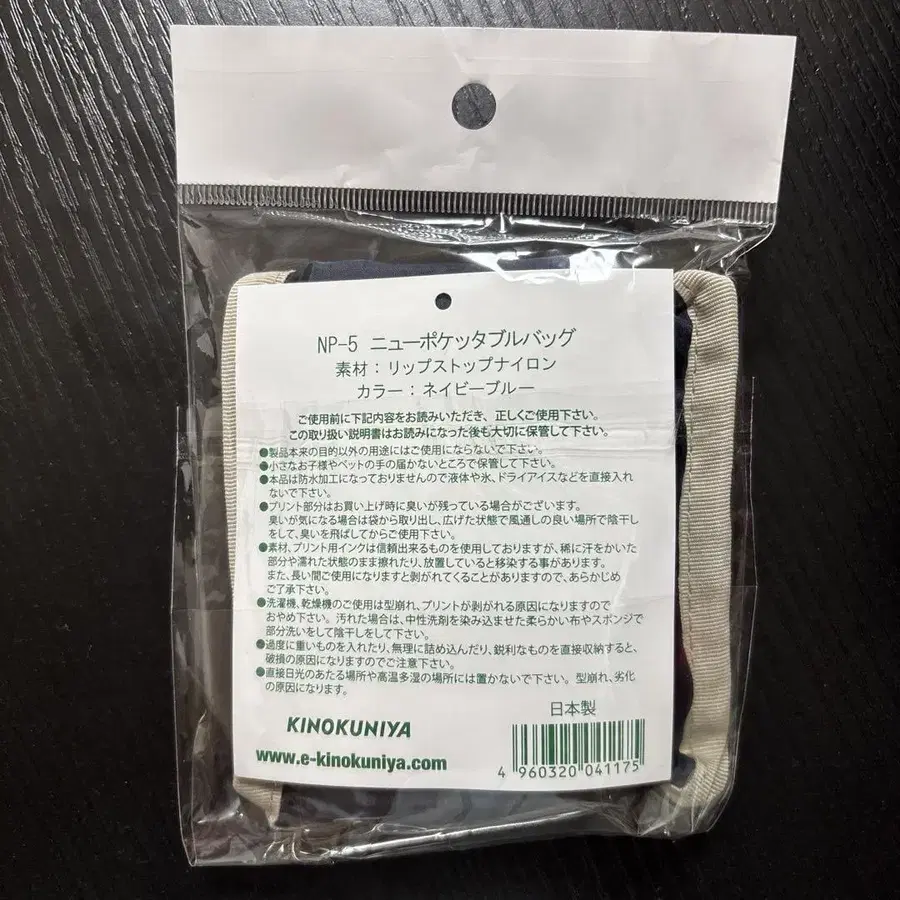 NP-5 ニューポケッタブルバッグ
素材：リップストップナイロン
カラー：ネイビーブルー
ご使用前に下記内容をお読みいただき、正しくご使用下さい。
この取り扱い説明書はお読みになった後も大切に保管して下さい。
●製品本来の目的以外の用途にはご使用にならないで下さい。
●小さなお子様やペットの手の届かないところで保管して下さい。
●本品は防水加工になっておりませんので液体や氷、ドライアイスなどを直接入れ
ないで下さい。
●プリント部分はお買い上げ時に臭いが残っている場合がございます。
臭いが気になる場合は袋から取り出し、広げた状態で風通しの良い場所で陰干し
をして、臭いを飛ばしてからご使用下さい。
●素材、プリント用インクは信頼出来るものを使用しておりますが、稀に汗をかいた
部分や濡れた状態のまま擦れたり、放置していると移染する事があります。
また、長い間ご使用になりますと剥がれてくることがありますので、あらかじめ
ご了承下さい。
●洗濯機、乾燥機のご使用は型崩れ、プリントが剥がれる原因になりますので
おやめ下さい。汚れた場合は、中性洗剤を染み込ませた柔らかい布やスポンジで
部分洗いをして陰干しをして下さい。
●過度に重いものを入れたり、無理に詰め込んだり、鋭利なものを直接収納すると、
破損の原因になりますのでご注意下さい。
●直接日光のあたる場所や高温多湿の場所には置かないで下さい。型崩れ、劣化
の原因になります。
日本製
KINOKUNIYA
www.e-kinokuniya.com
4 960320 041175